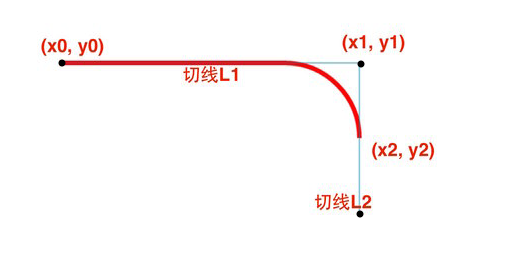 (x0, y0)
(x1, y1)
切线L1
(x2, y2)
切线L2